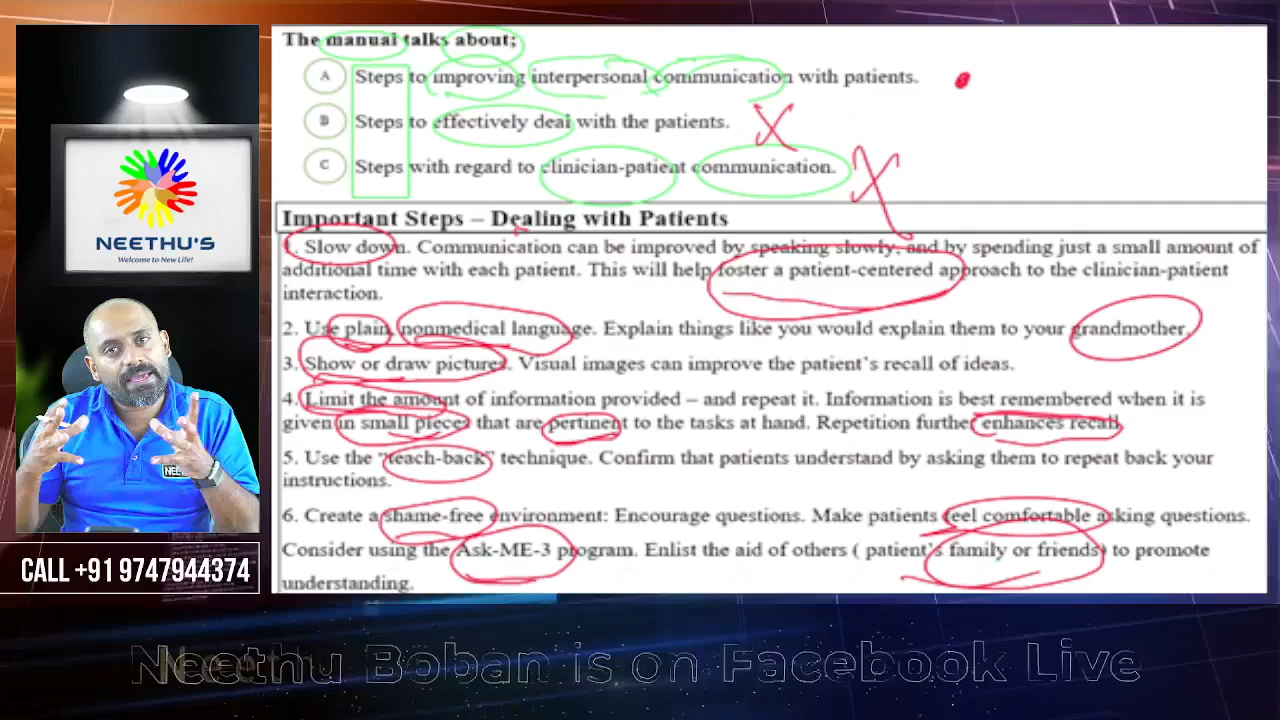 The manual talks about;
A Steps to improving interpersonal communication with patients.
B Steps to effectively deal with the patients.
C Steps with regard to clinician-patient communication.
Important Steps – Dealing with Patients
1. Slow down. Communication can be improved by speaking slowly, and by spending just a small amount of
additional time with each patient. This will help foster a patient-centered approach to the clinician-patient
interaction.
2. Use plain, nonmedical language. Explain things like you would explain them to your grandmother.
3. Show or draw pictures. Visual images can improve the patient's recall of ideas.
4. Limit the amount of information provided – and repeat it. Information is best remembered when it is
given in small pieces that are pertinent to the tasks at hand. Repetition further enhances recall.
5. Use the "teach-back" technique. Confirm that patients understand by asking them to repeat back your
instructions.
6. Create a shame-free environment: Encourage questions. Make patients feel comfortable asking questions.
Consider using the Ask-ME-3 program. Enlist the aid of others ( patient's family or friends) to promote
understanding.
NEETHU'S
Welcome to New Life!
NEE
CALL +91 9747944374
Neethu Boban is on Facebook Live